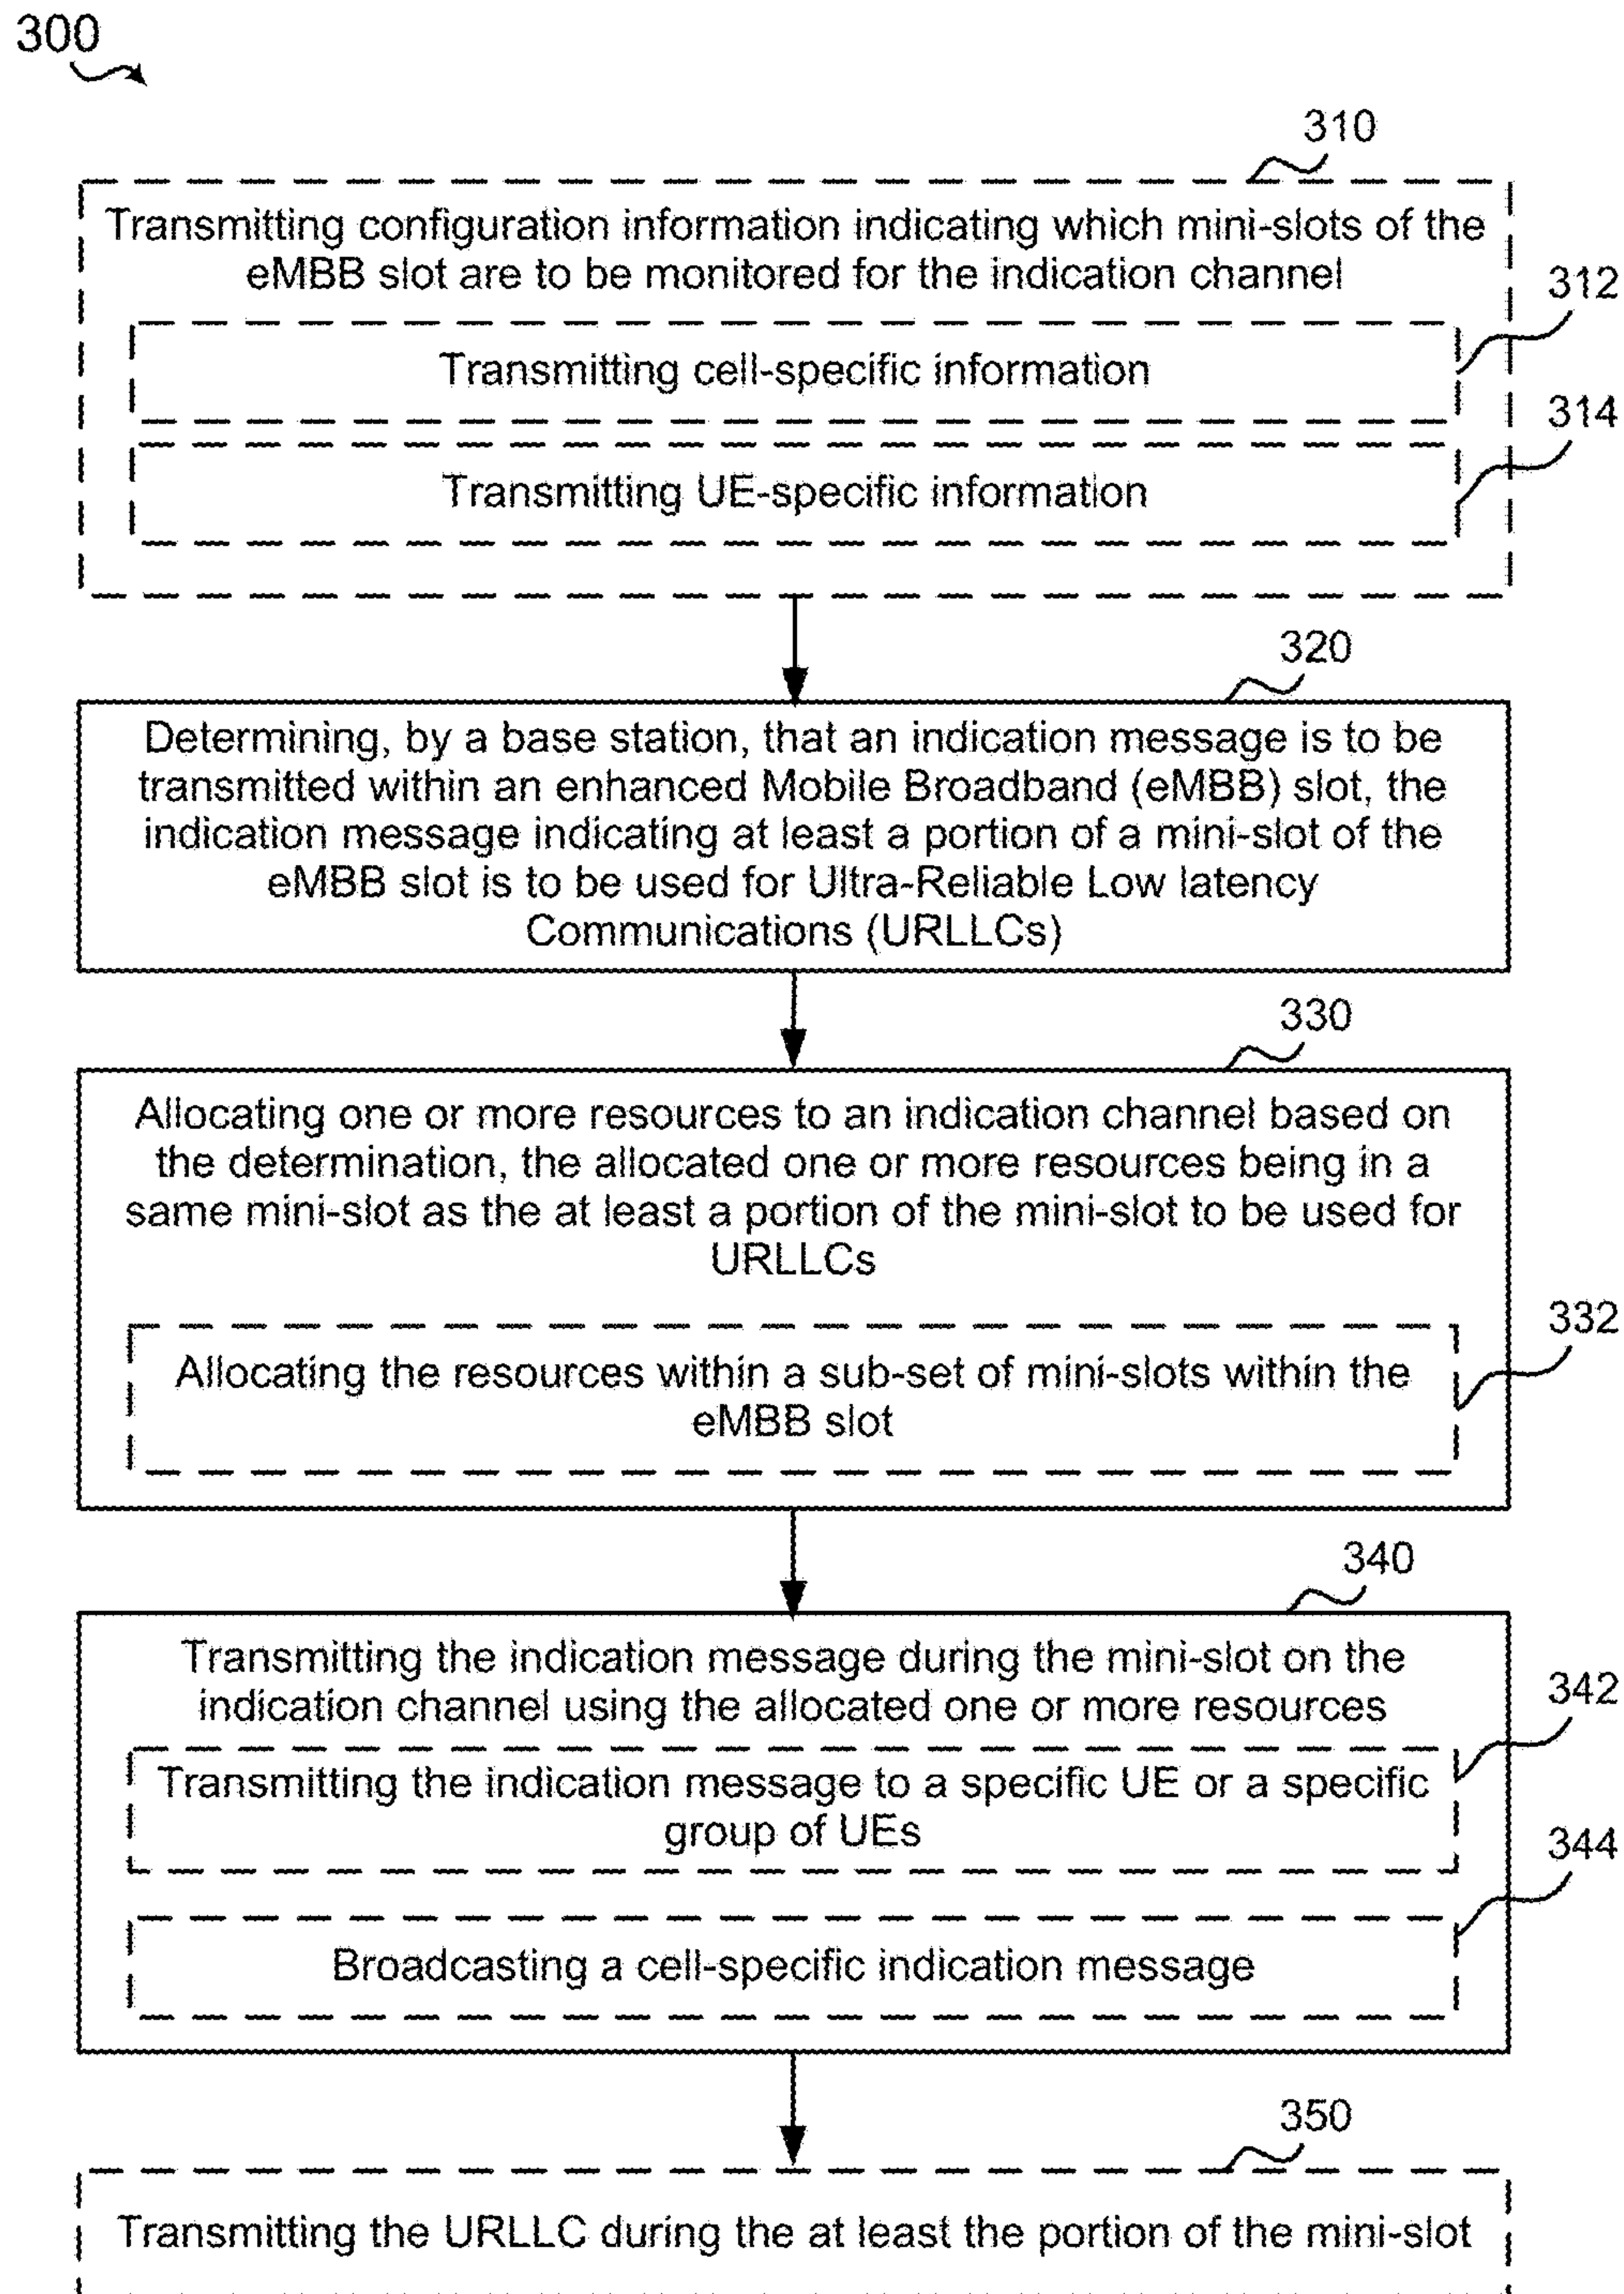 300
310
Transmitting configuration information indicating which mini-slots of the
eMBB slot are to be monitored for the indication channel
312
Transmitting cell-specific information
314
Transmitting UE-specific information
320
Determining, by a base station, that an indication message is to be
transmitted within an enhanced Mobile Broadband (eMBB) slot, the
indication message indicating at least a portion of a mini-slot of the
eMBB slot is to be used for Ultra-Reliable Low latency
Communications (URLLCs)
330
Allocating one or more resources to an indication channel based on
the determination, the allocated one or more resources being in a
same mini-slot as the at least a portion of the mini-slot to be used for
URLLCs
332
Allocating the resources within a sub-set of mini-slots within the
eMBB slot
340
Transmitting the indication message during the mini-slot on the
indication channel using the allocated one or more resources
342
Transmitting the indication message to a specific UE or a specific
group of UEs
344
Broadcasting a cell-specific indication message
350
Transmitting the URLLC during the at least the portion of the mini-slot